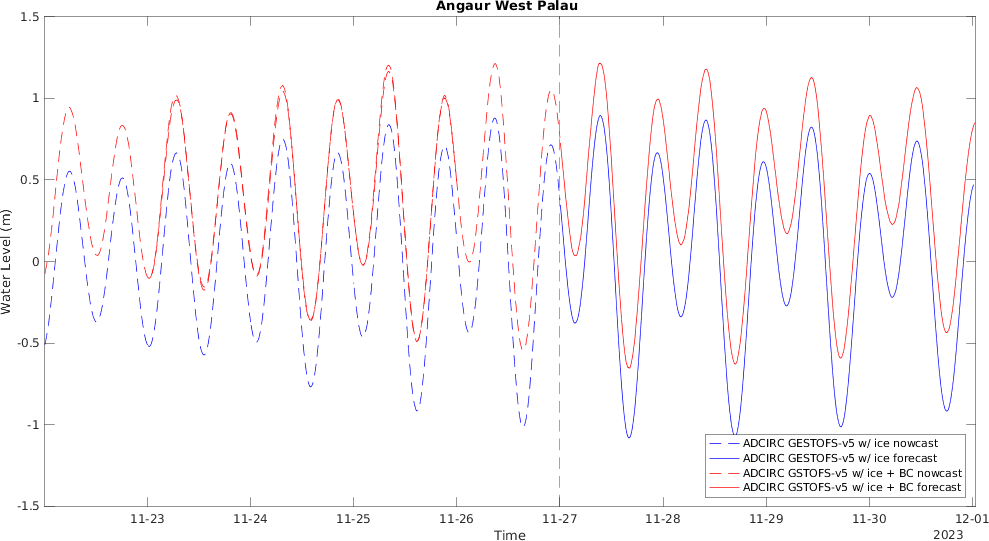 Angaur West Palau
1.5
1
0.5
0
-0.5
-1
-1.5
Water Level (m)
ADCIRC GESTOFS-v5 w/ ice nowcast
ADCIRC GESTOFS-v5 w/ ice forecast
ADCIRC GSTOFS-v5 w/ ice + BC nowcast
ADCIRC GSTOFS-v5 w/ ice + BC forecast
11-23 11-24 11-25 11-26 11-27 11-28 11-29 11-30 12-01
Time
2023